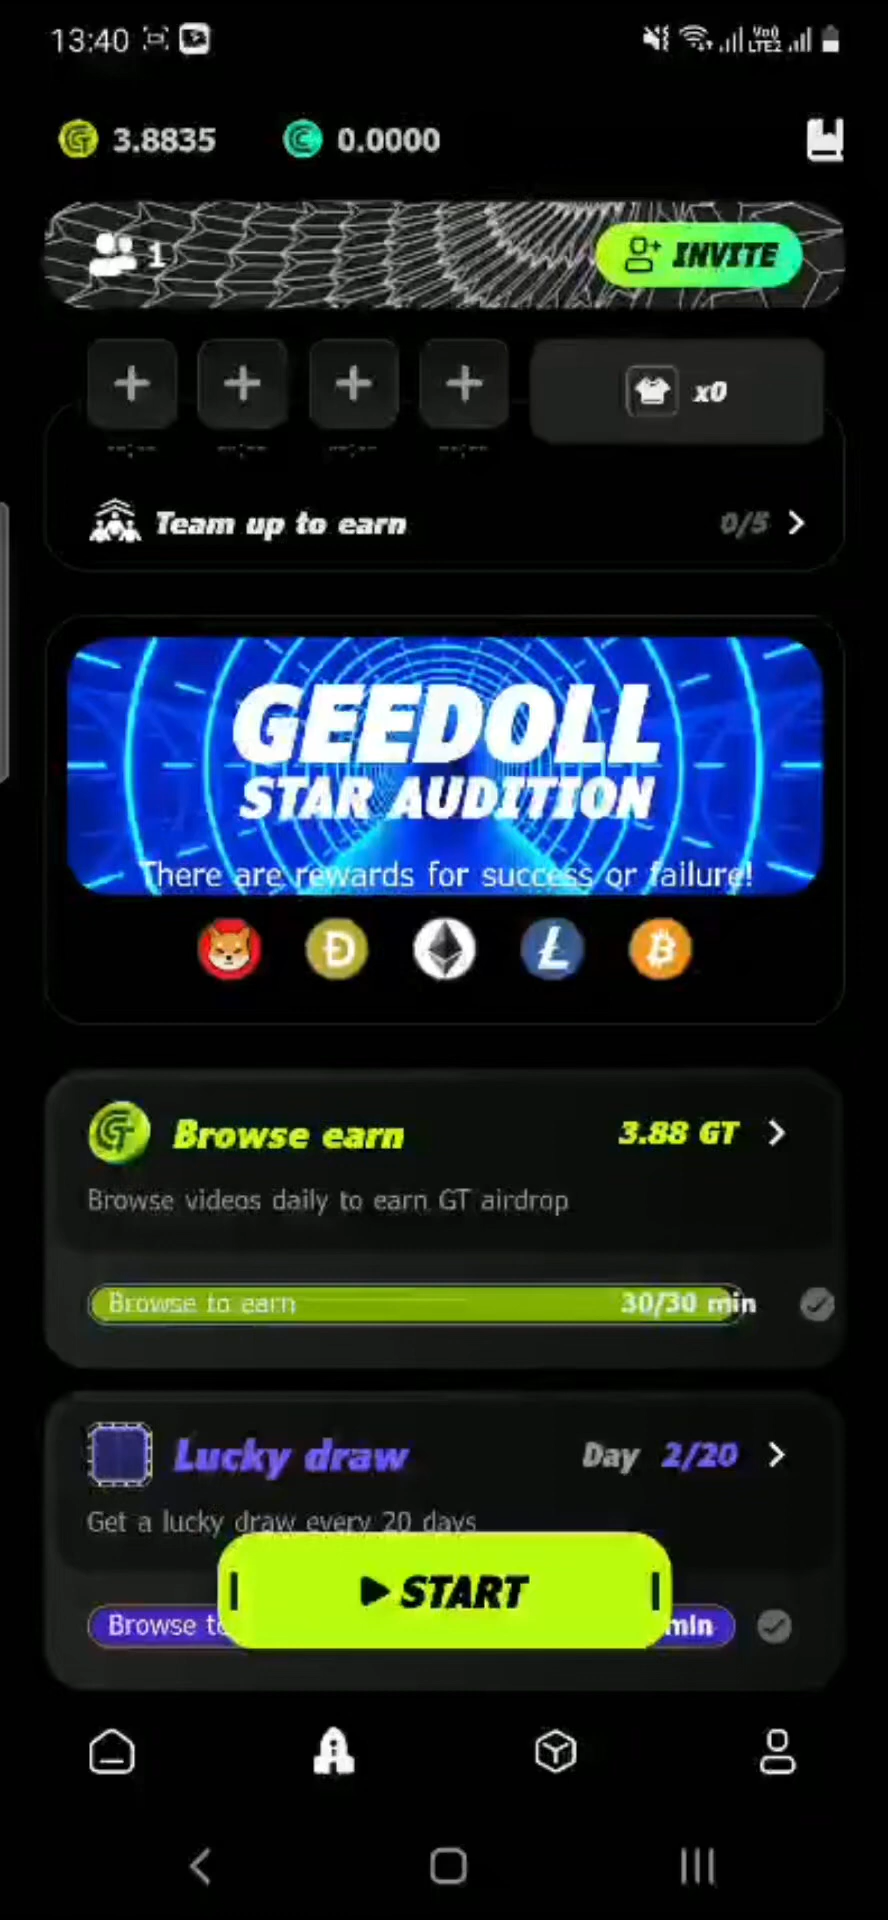 13:40
Vo)) LTE2
3.8835
0.0000
1
INVITE
x0
--:-- --:-- --:-- --:--
Team up to earn
0/5
GEEDOLL
STAR AUDITION
There are rewards for success or failure!
Browse earn
3.88 GT
Browse videos daily to earn GT airdrop
Browse to earn
30/30 min
Lucky draw
Day 2/20
Get a lucky draw every 20 days
START
Browse to
min